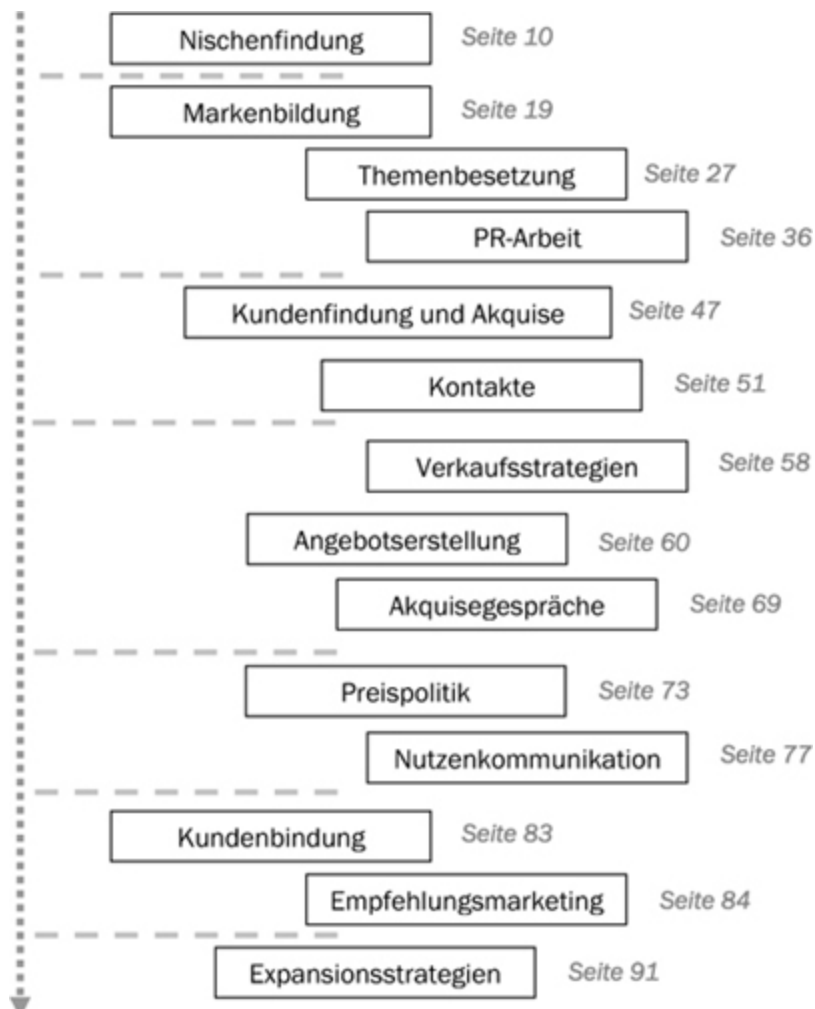 Nischenfindung Seite 10
Markenbildung Seite 19
Themenbesetzung Seite 27
PR-Arbeit Seite 36
Kundenfindung und Akquise Seite 47
Kontakte Seite 51
Verkaufsstrategien Seite 58
Angebotserstellung Seite 60
Akquisegespräche Seite 69
Preispolitik Seite 73
Nutzenkommunikation Seite 77
Kundenbindung Seite 83
Empfehlungsmarketing Seite 84
Expansionsstrategien Seite 91